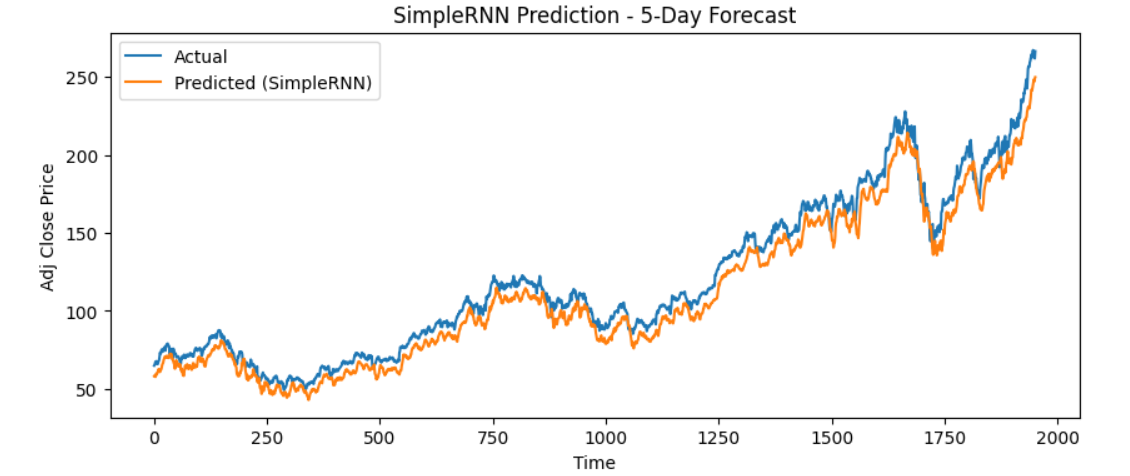 SimpleRNN Prediction - 5-Day Forecast
Actual
Predicted (SimpleRNN)
Adj Close Price
250
200
150
100
50
0 250 500 750 1000 1250 1500 1750 2000
Time